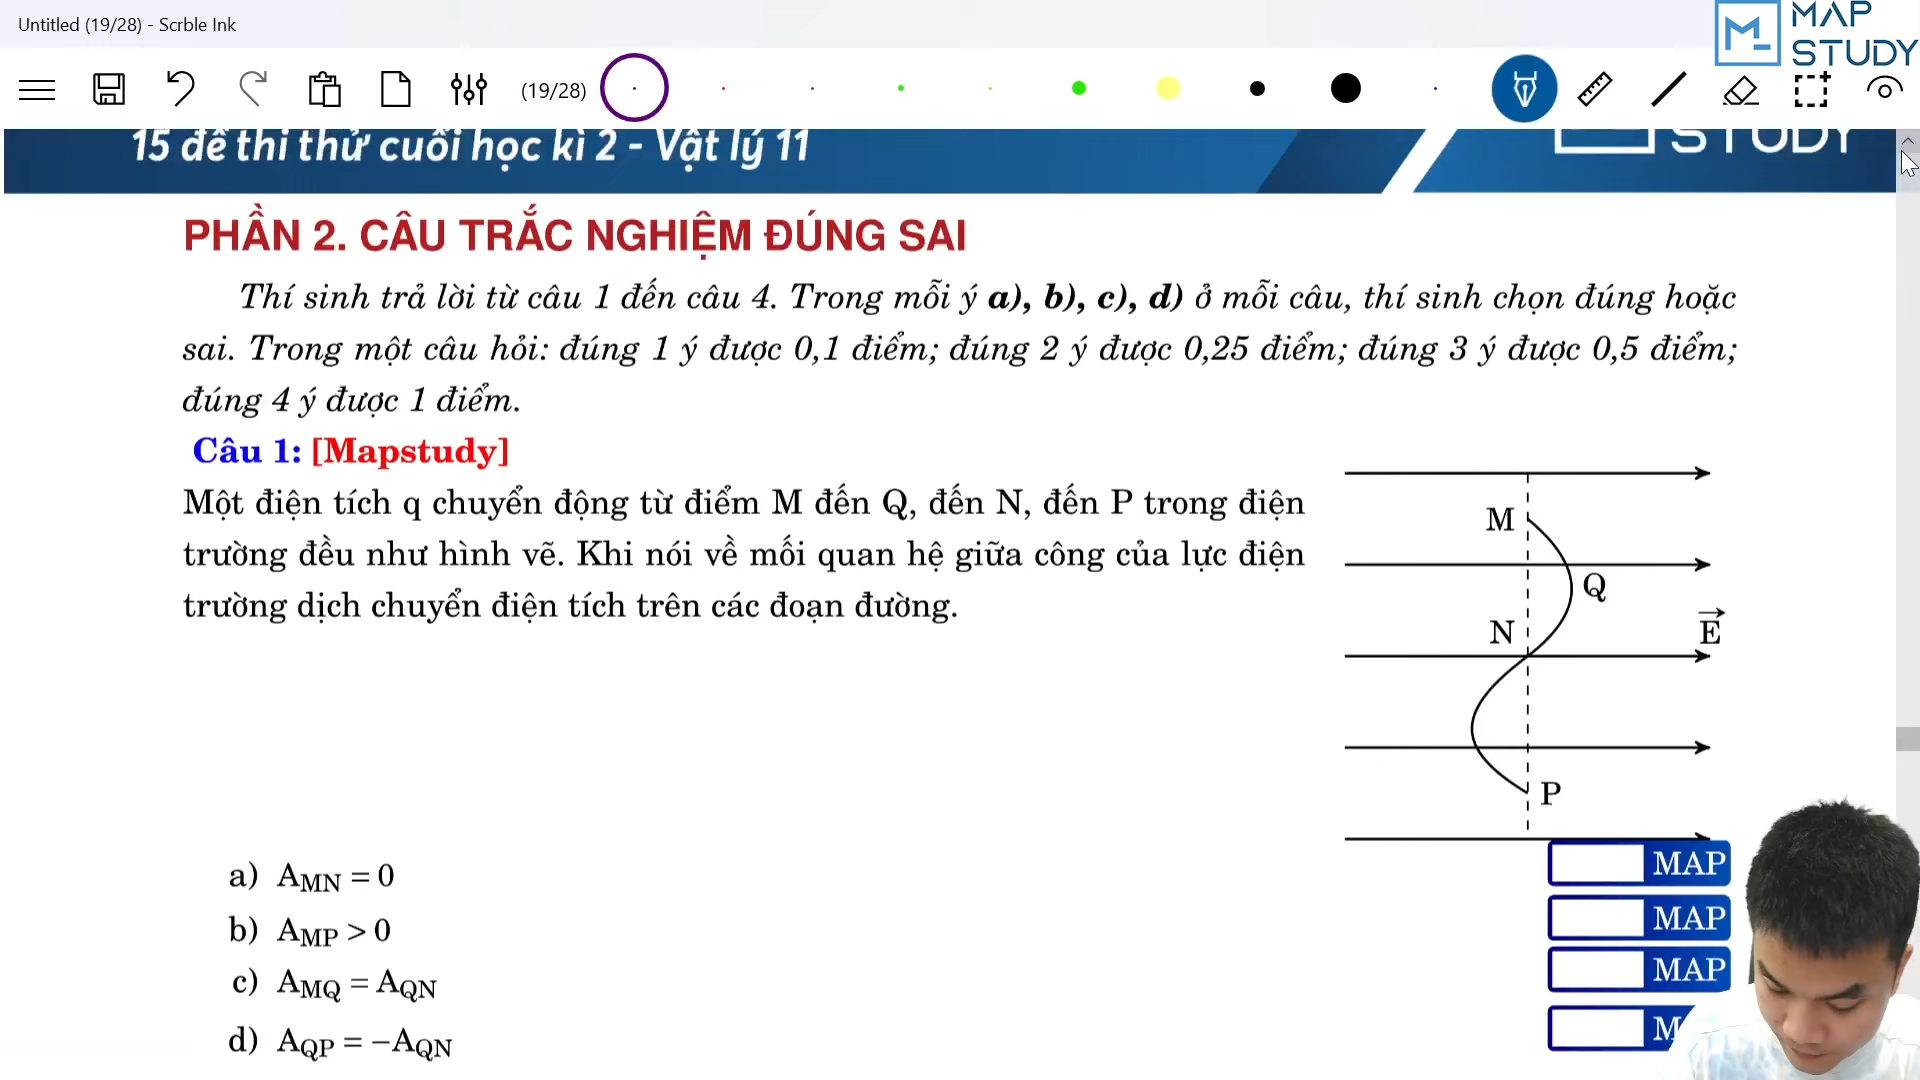 Untitled (19/28) - Scrble Ink
MAP
STUDY
(19/28)
15 đề thi thử cuối học kì 2 - Vật lý 11
STUDY
PHẦN 2. CÂU TRẮC NGHIỆM ĐÚNG SAI
Thí sinh trả lời từ câu 1 đến câu 4. Trong mỗi ý a), b), c), d) ở mỗi câu, thí sinh chọn đúng hoặc
sai. Trong một câu hỏi: đúng 1 ý được 0,1 điểm; đúng 2 ý được 0,25 điểm; đúng 3 ý được 0,5 điểm;
đúng 4 ý được 1 điểm.
Câu 1: [Mapstudy]
Một điện tích q chuyển động từ điểm M đến Q, đến N, đến P trong điện
trường đều như hình vẽ. Khi nói về mối quan hệ giữa công của lực điện
trường dịch chuyển điện tích trên các đoạn đường.
M
Q
N
E
P
a) A_MN = 0
MAP
b) A_MP > 0
MAP
c) A_MQ = A_QN
MAP
d) A_QP = −A_QN